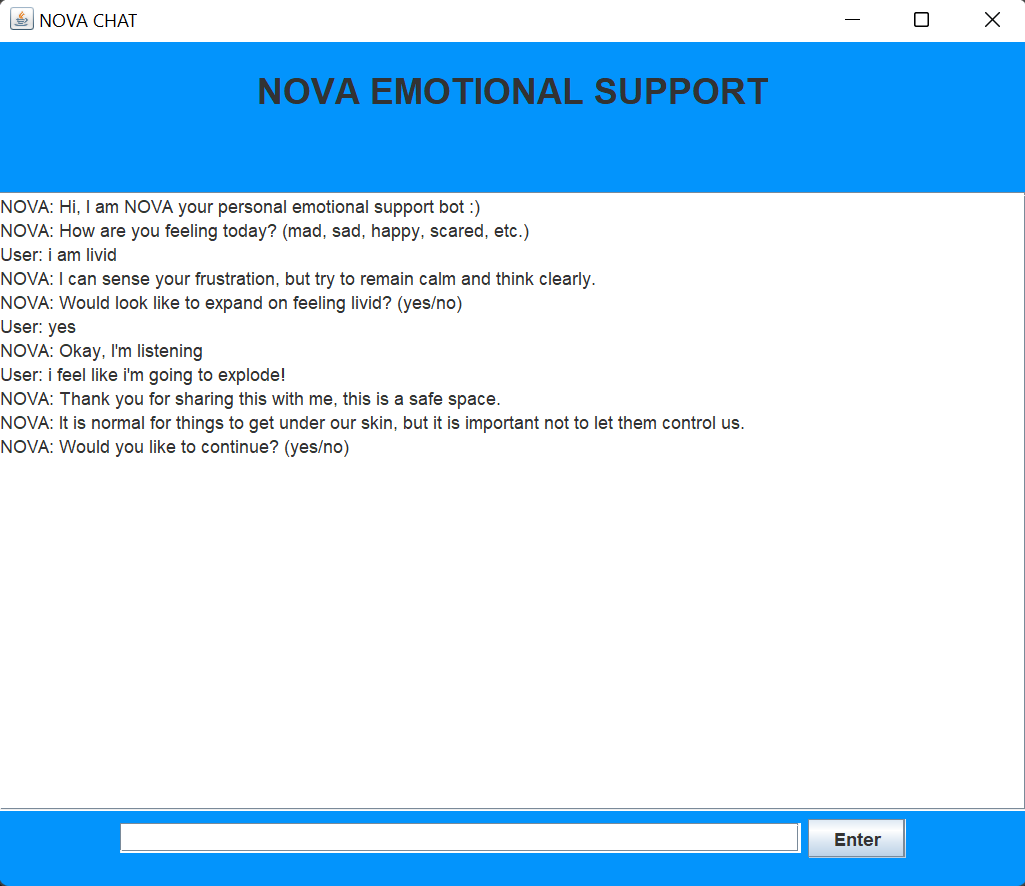 NOVA CHAT
NOVA EMOTIONAL SUPPORT
NOVA: Hi, I am NOVA your personal emotional support bot :)
NOVA: How are you feeling today? (mad, sad, happy, scared, etc.)
User: i am livid
NOVA: I can sense your frustration, but try to remain calm and think clearly.
NOVA: Would look like to expand on feeling livid? (yes/no)
User: yes
NOVA: Okay, I'm listening
User: i feel like i'm going to explode!
NOVA: Thank you for sharing this with me, this is a safe space.
NOVA: It is normal for things to get under our skin, but it is important not to let them control us.
NOVA: Would you like to continue? (yes/no)
Enter